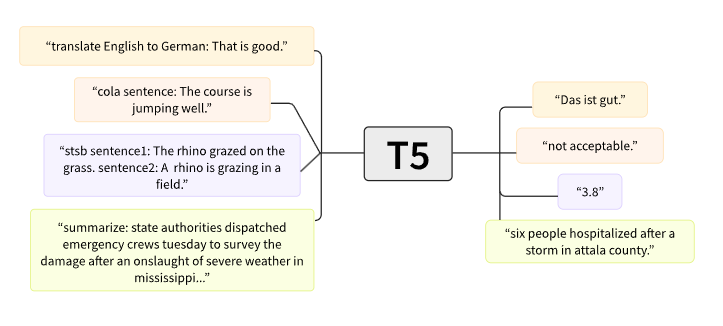 “translate English to German: That is good.”
“cola sentence: The course is
jumping well.”
“stsb sentence1: The rhino grazed on the
grass. sentence2: A rhino is grazing in a
field.”
“summarize: state authorities dispatched
emergency crews tuesday to survey the
damage after an onslaught of severe weather in
mississippi...”
T5
“Das ist gut.”
“not acceptable.”
“3.8”
“six people hospitalized after a
storm in attala county.”